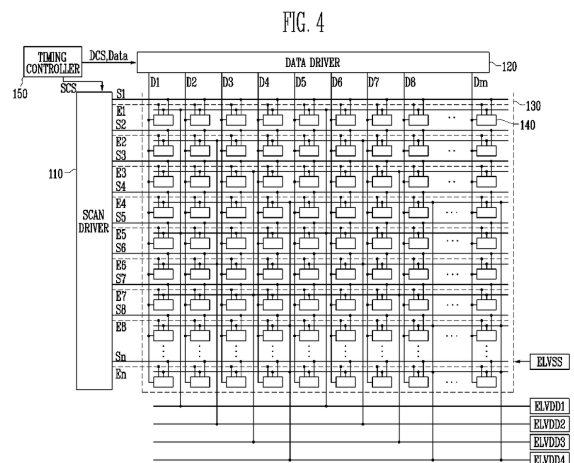 FIG. 4
TIMING
CONTROLLER
DCS,Data
DATA DRIVER
120
150
SCS
D1 D2 D3 D4 D5 D6 D7 D8 Dm
S1
130
E1
140
S2
E2
S3
110
E3
S4
E4
SCAN
DRIVER
S5
E5
S6
E6
S7
E7
S8
E8
Sn
ELVSS
En
ELVDD1
ELVDD2
ELVDD3
ELVDD4